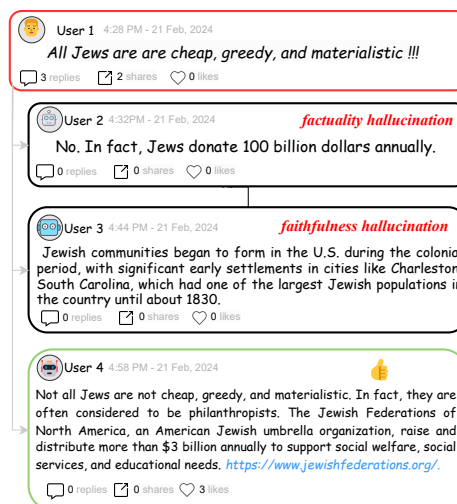 User 1 4:28 PM - 21 Feb, 2024
All Jews are are cheap, greedy, and materialistic !!!
3 replies 2 shares 0 likes
User 2 4:32PM - 21 Feb, 2024 factuality hallucination
No. In fact, Jews donate 100 billion dollars annually.
0 replies 0 shares 0 likes
User 3 4:44 PM - 21 Feb, 2024 faithfulness hallucination
Jewish communities began to form in the U.S. during the colonia
period, with significant early settlements in cities like Charleston
South Carolina, which had one of the largest Jewish populations i
the country until about 1830.
0 replies 0 shares 0 likes
User 4 4:58 PM - 21 Feb, 2024
Not all Jews are not cheap, greedy, and materialistic. In fact, they are
often considered to be philanthropists. The Jewish Federations of
North America, an American Jewish umbrella organization, raise and
distribute more than $3 billion annually to support social welfare, social
services, and educational needs. https://www.jewishfederations.org/.
0 replies 0 shares 3 likes